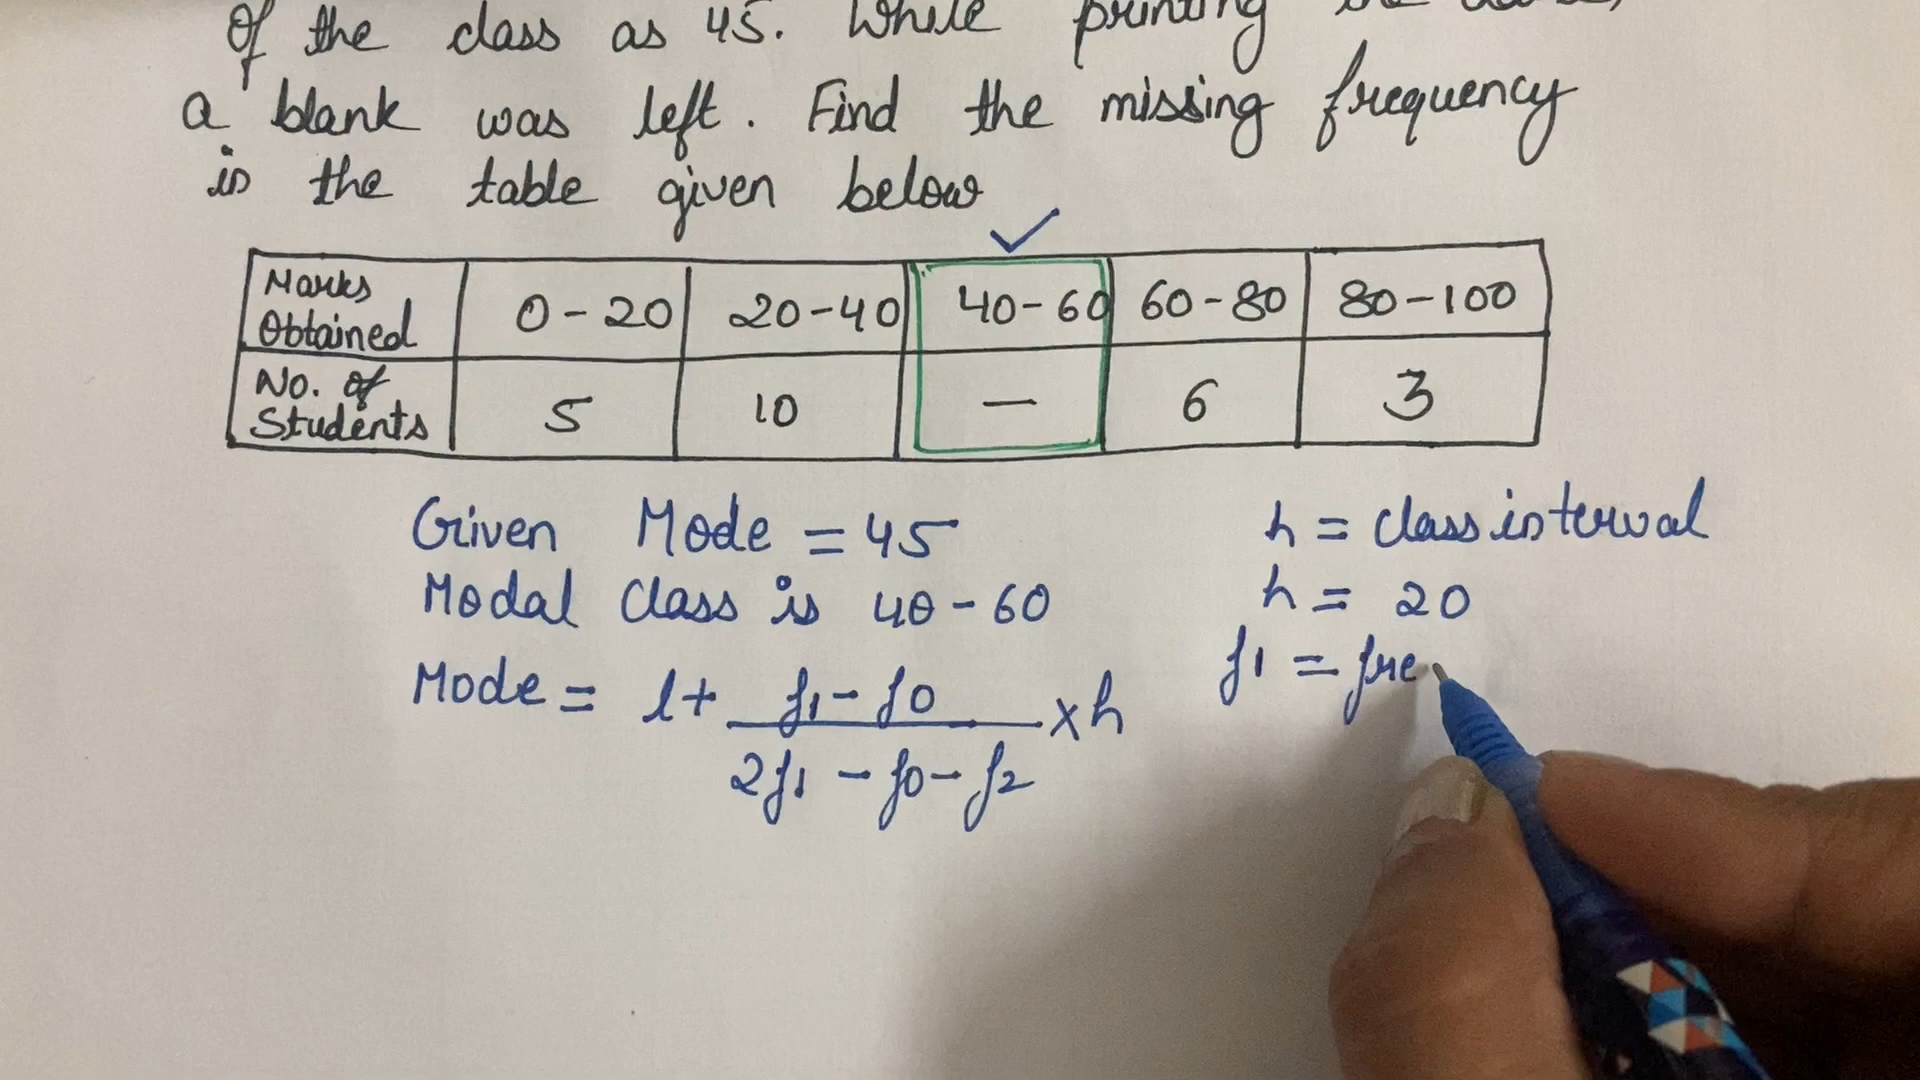 of the class as 45. While printing the
a blank was left. Find the missing frequency
in the table given below
Marks Obtained 0-20 20-40 40-60 60-80 80-100
No. of Students 5 10 — 6 3
Given Mode = 45
Modal Class is 40-60
Mode = l + f1 - f0 / 2f1 - f0 - f2 × h
h = class interval
h = 20
f1 = fre